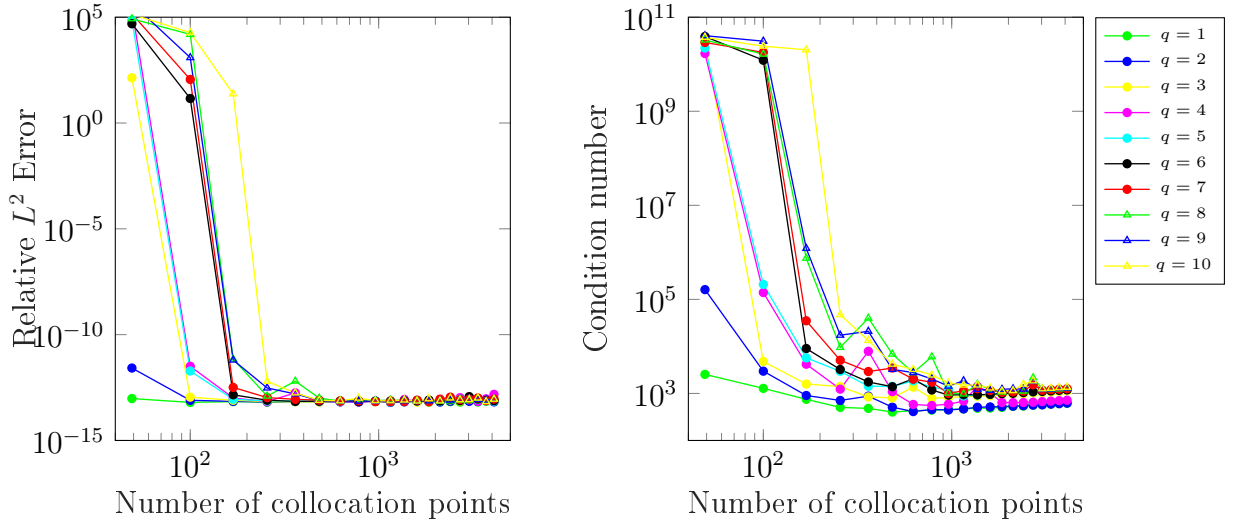 10^5
10^0
10^−5
10^−10
10^−15
Relative L^2 Error
10^2
10^3
Number of collocation points
10^11
10^9
10^7
10^5
10^3
Condition number
10^2
10^3
Number of collocation points
q = 1
q = 2
q = 3
q = 4
q = 5
q = 6
q = 7
q = 8
q = 9
q = 10